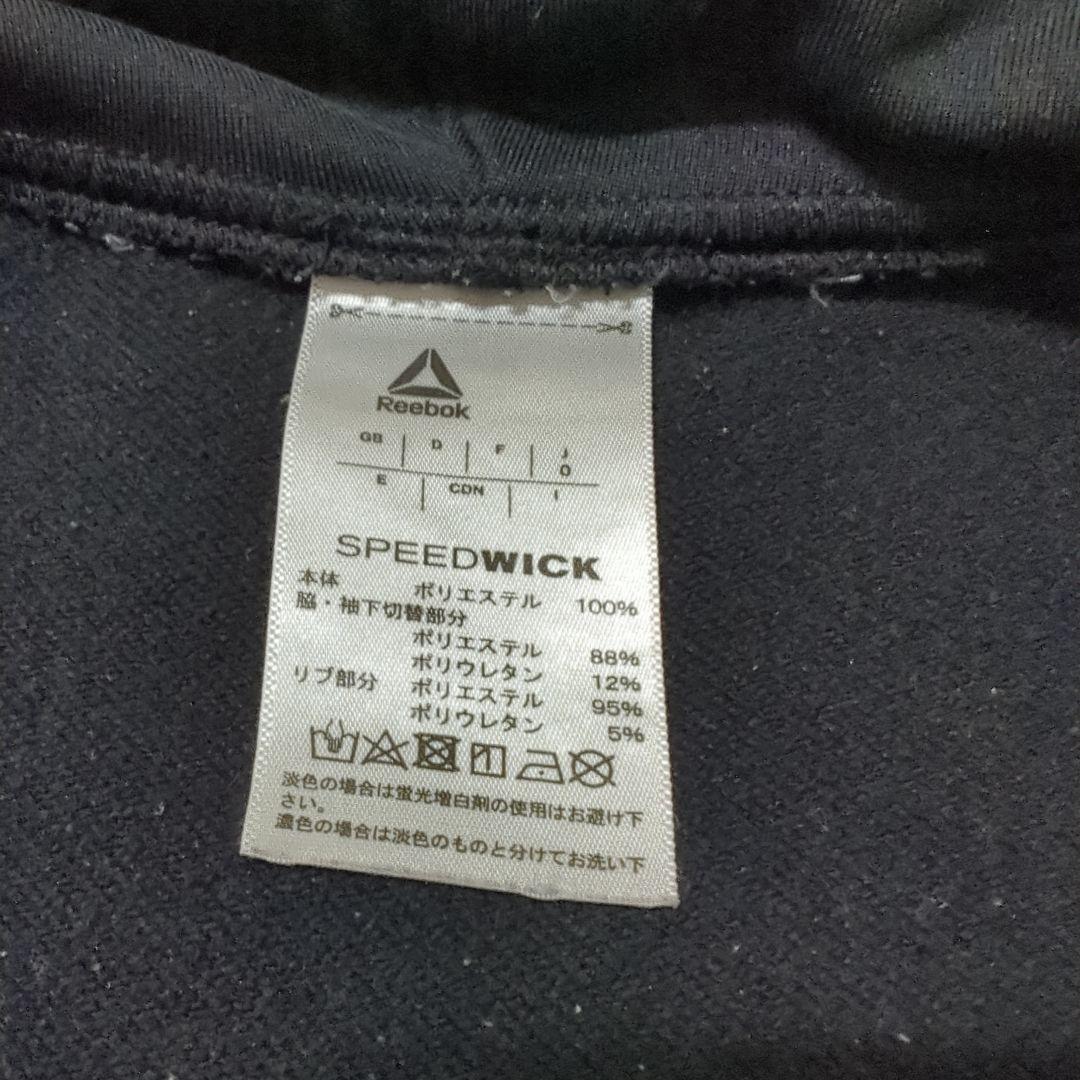 Reebok
GB D F J
O
E CDN I
SPEEDWICK
本体 ポリエステル 100%
脇・袖下切替部分
ポリエステル 88%
ポリウレタン 12%
リブ部分 ポリエステル 95%
ポリウレタン 5%
淡色の場合は蛍光増白剤の使用はお避け下
さい。
濃色の場合は淡色のものと分けてお洗い下